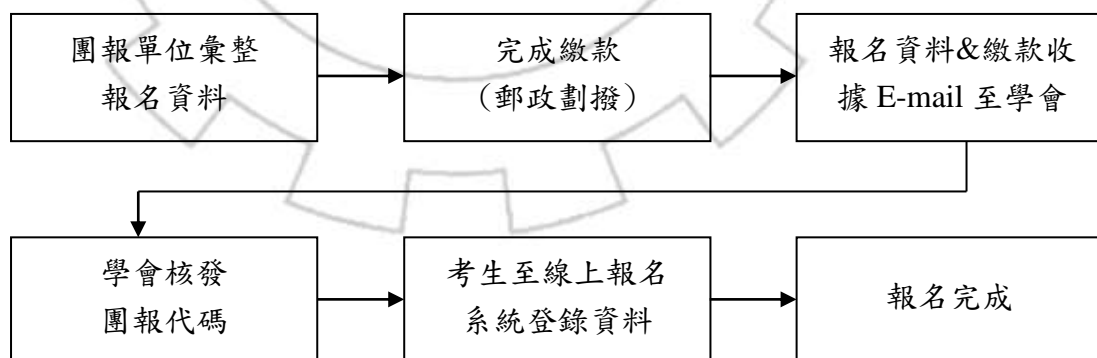 團報單位彙整
報名資料
完成繳款
（郵政劃撥）
報名資料&繳款收
據 E-mail 至學會
學會核發
團報代碼
考生至線上報名
系統登錄資料
報名完成